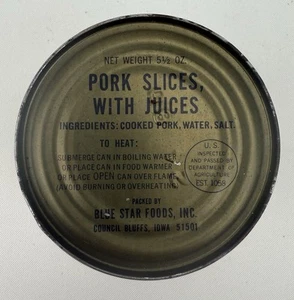 NET WEIGHT 5½ OZ.
PORK SLICES,
WITH JUICES
INGREDIENTS: COOKED PORK, WATER, SALT.
TO HEAT:
SUBMERGE CAN IN BOILING WATER
OR PLACE CAN IN FOOD WARMER
OR PLACE OPEN CAN OVER FLAME
(AVOID BURNING OR OVERHEATING)
U.S.
INSPECTED
AND PASSED BY
DEPARTMENT OF
AGRICULTURE
EST. 1059
PACKED BY
BLUE STAR FOODS, INC.
COUNCIL BLUFFS, IOWA 51501